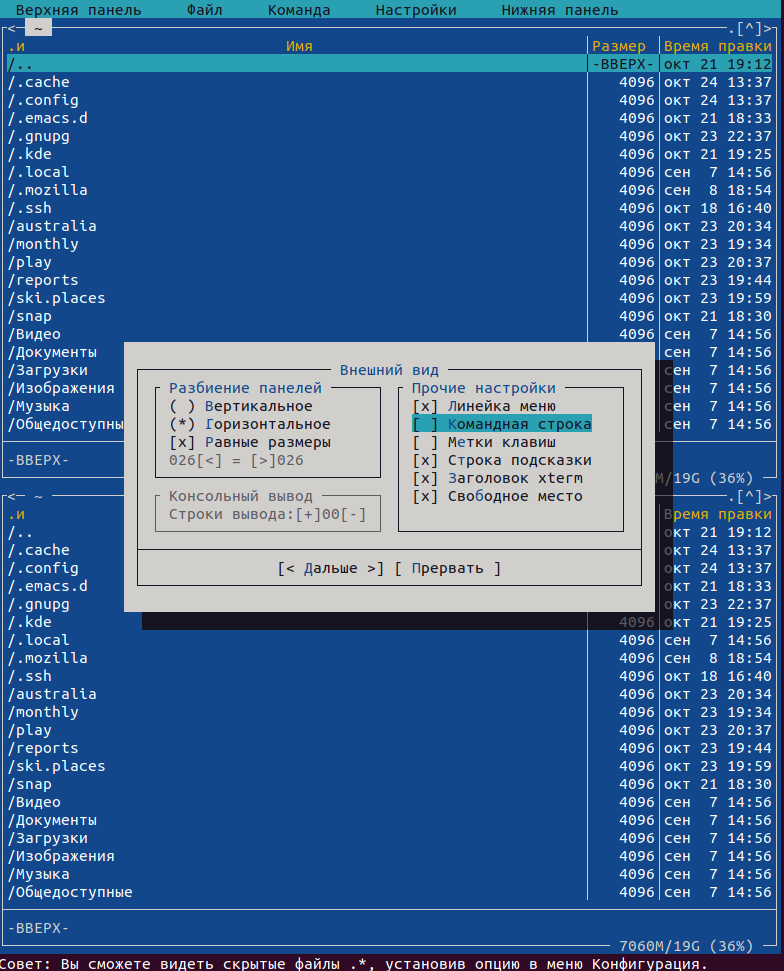 Верхняя панель Файл Команда Настройки Нижняя панель
<- ~ .[^]>
.и Имя Размер Время правки
/.. -ВВЕРХ- окт 21 19:12
/.cache 4096 окт 24 13:37
/.config 4096 окт 24 13:37
/.emacs.d 4096 окт 21 18:33
/.gnupg 4096 окт 23 22:37
/.kde 4096 окт 21 19:25
/.local 4096 сен 7 14:56
/.mozilla 4096 сен 8 18:54
/.ssh 4096 окт 18 16:40
/australia 4096 окт 23 20:34
/monthly 4096 окт 23 19:34
/play 4096 окт 23 20:37
/reports 4096 окт 23 19:44
/ski.places 4096 окт 23 19:59
/snap 4096 окт 21 18:30
/Видео 4096 сен 7 14:56
/Документы сен 7 14:56
/Загрузки сен 7 14:56
/Изображения сен 7 14:56
/Музыка сен 7 14:56
/Общедоступны сен 7 14:56
-ВВЕРХ-
M/19G (36%)
Внешний вид
Разбиение панелей
( ) Вертикальное
(*) Горизонтальное
[x] Равные размеры
026[<] = [>]026
Консольный вывод
Строки вывода:[+]00[-]
Прочие настройки
[x] Линейка меню
[ ] Командная строка
[ ] Метки клавиш
[x] Строка подсказки
[x] Заголовок xterm
[x] Свободное место
[< Дальше >] [ Прервать ]
<- ~ .[^]>
.и Время правки
/.. окт 21 19:12
/.cache окт 24 13:37
/.config окт 24 13:37
/.emacs.d окт 21 18:33
/.gnupg окт 23 22:37
/.kde 4096 окт 21 19:25
/.local 4096 сен 7 14:56
/.mozilla 4096 сен 8 18:54
/.ssh 4096 окт 18 16:40
/australia 4096 окт 23 20:34
/monthly 4096 окт 23 19:34
/play 4096 окт 23 20:37
/reports 4096 окт 23 19:44
/ski.places 4096 окт 23 19:59
/snap 4096 окт 21 18:30
/Видео 4096 сен 7 14:56
/Документы 4096 сен 7 14:56
/Загрузки 4096 сен 7 14:56
/Изображения 4096 сен 7 14:56
/Музыка 4096 сен 7 14:56
/Общедоступные 4096 сен 7 14:56
-ВВЕРХ-
7060M/19G (36%)
Совет: Вы сможете видеть скрытые файлы .*, установив опцию в меню Конфигурация.